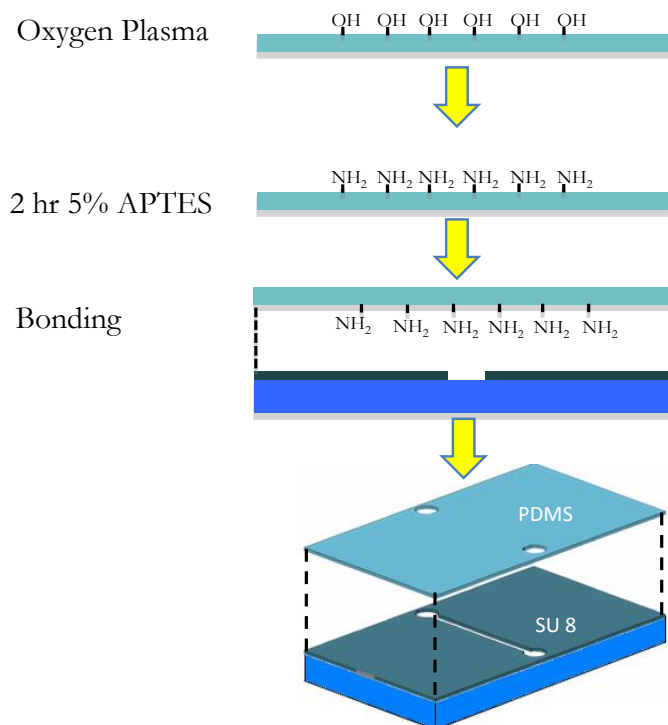 Oxygen Plasma
OH OH OH OH OH OH
2 hr 5% APTES
NH₂ NH₂ NH₂ NH₂ NH₂ NH₂
Bonding
NH₂ NH₂ NH₂ NH₂ NH₂ NH₂
PDMS
SU 8